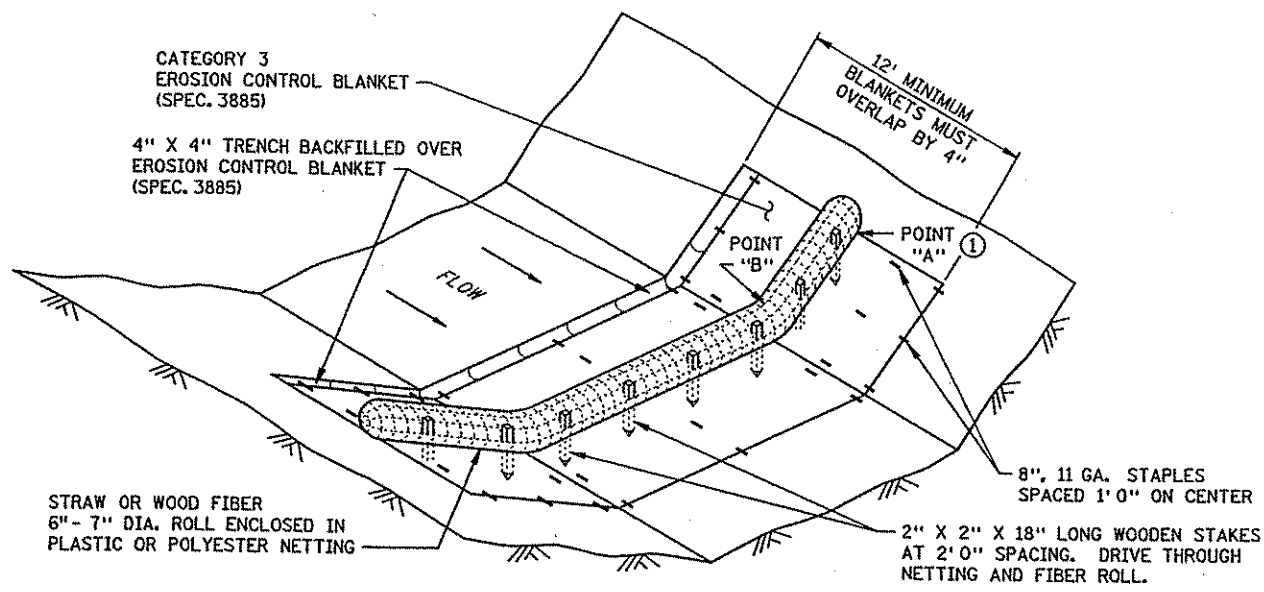 CATEGORY 3
EROSION CONTROL BLANKET
(SPEC. 3885)
4" X 4" TRENCH BACKFILLED OVER
EROSION CONTROL BLANKET
(SPEC. 3885)
12' MINIMUM
BLANKETS MUST
OVERLAP BY 4"
POINT
"B"
POINT
"A" 1
FLOW
STRAW OR WOOD FIBER
6"- 7" DIA. ROLL ENCLOSED IN
PLASTIC OR POLYESTER NETTING
8", 11 GA. STAPLES
SPACED 1'0" ON CENTER
2" X 2" X 18" LONG WOODEN STAKES
AT 2'0" SPACING. DRIVE THROUGH
NETTING AND FIBER ROLL.